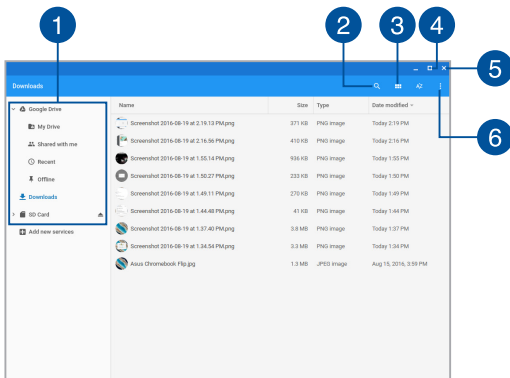 1
2
3
4
5
6
Downloads
Google Drive
My Drive
Shared with me
Recent
Offline
Downloads
SD Card
Add new services
Name Size Type Date modified
Screenshot 2016-08-19 at 2.19.13 PM.png 371 KB PNG image Today 2:19 PM
Screenshot 2016-08-19 at 2.16.56 PM.png 410 KB PNG image Today 2:16 PM
Screenshot 2016-08-19 at 1.55.14 PM.png 936 KB PNG image Today 1:55 PM
Screenshot 2016-08-19 at 1.50.27 PM.png 233 KB PNG image Today 1:50 PM
Screenshot 2016-08-19 at 1.49.11 PM.png 270 KB PNG image Today 1:49 PM
Screenshot 2016-08-19 at 1.44.48 PM.png 41 KB PNG image Today 1:44 PM
Screenshot 2016-08-19 at 1.37.40 PM.png 3.8 MB PNG image Today 1:37 PM
Screenshot 2016-08-19 at 1.34.54 PM.png 3.3 MB PNG image Today 1:34 PM
Asus Chromebook Flip.jpg 1.3 MB JPEG image Aug 15, 2016, 3:59 PM